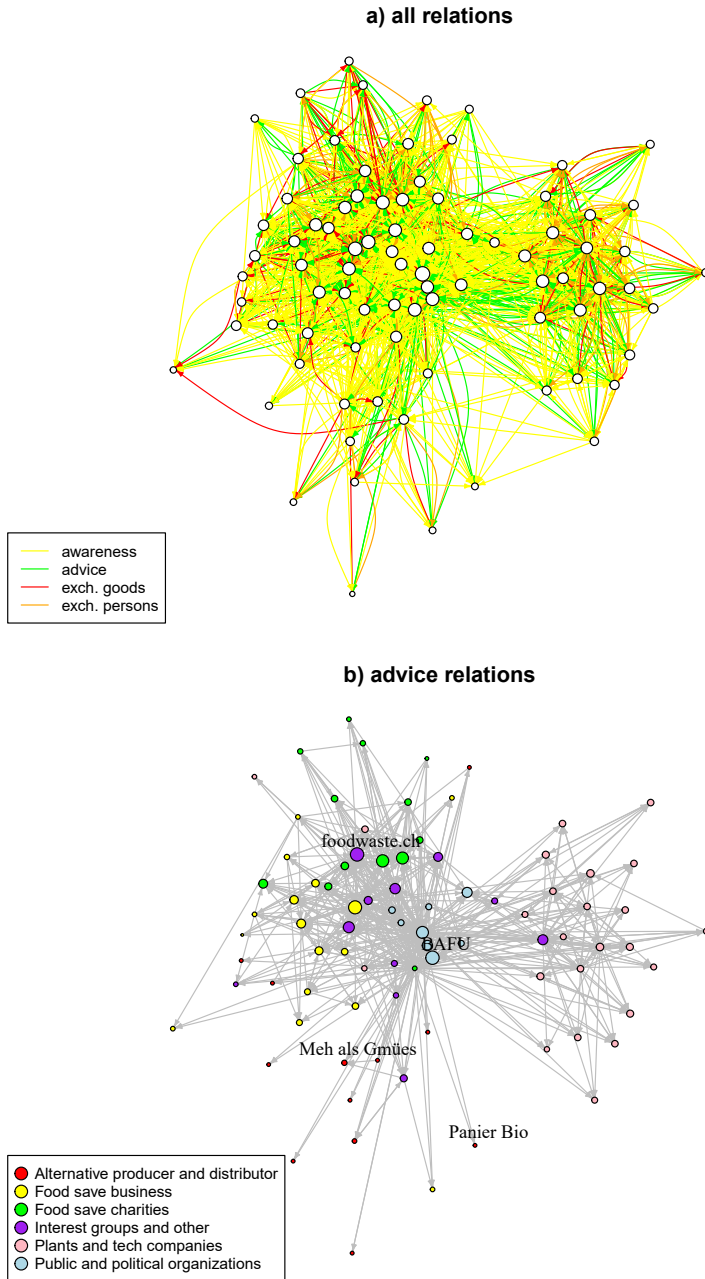 a) all relations
awareness
advice
exch. goods
exch. persons
b) advice relations
foodwaste.ch
BAFU
Meh als Gmües
Panier Bio
Alternative producer and distributor
Food save business
Food save charities
Interest groups and other
Plants and tech companies
Public and political organizations